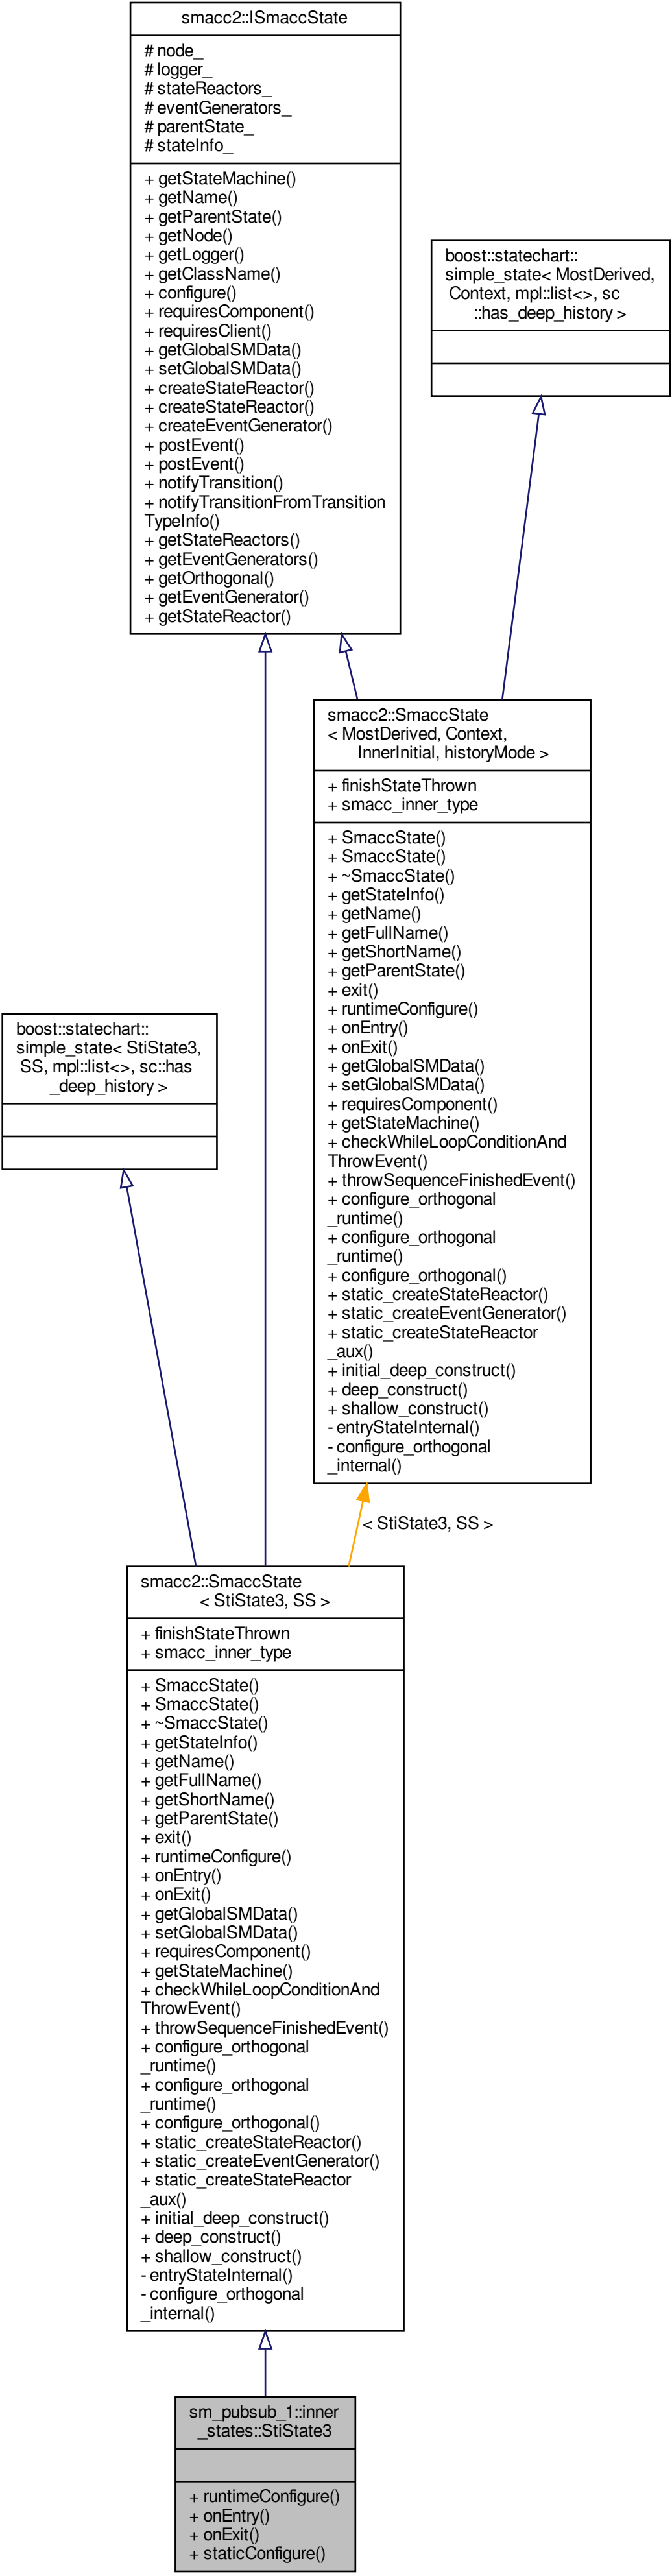 smacc2::ISmaccState
# node_
# logger_
# stateReactors_
# eventGenerators_
# parentState_
# stateInfo_
+ getStateMachine()
+ getName()
+ getParentState()
+ getNode()
+ getLogger()
+ getClassName()
+ configure()
+ requiresComponent()
+ requiresClient()
+ getGlobalSMData()
+ setGlobalSMData()
+ createStateReactor()
+ createStateReactor()
+ createEventGenerator()
+ postEvent()
+ postEvent()
+ notifyTransition()
+ notifyTransitionFromTransition
TypeInfo()
+ getStateReactors()
+ getEventGenerators()
+ getOrthogonal()
+ getEventGenerator()
+ getStateReactor()
boost::statechart::
simple_state< MostDerived,
Context, mpl::list<>, sc
::has_deep_history >
smacc2::SmaccState
< MostDerived, Context,
InnerInitial, historyMode >
+ finishStateThrown
+ smacc_inner_type
+ SmaccState()
+ SmaccState()
+ ~SmaccState()
+ getStateInfo()
+ getName()
+ getFullName()
+ getShortName()
+ getParentState()
+ exit()
+ runtimeConfigure()
+ onEntry()
+ onExit()
+ getGlobalSMData()
+ setGlobalSMData()
+ requiresComponent()
+ getStateMachine()
+ checkWhileLoopConditionAnd
ThrowEvent()
+ throwSequenceFinishedEvent()
+ configure_orthogonal
_runtime()
+ configure_orthogonal
_runtime()
+ configure_orthogonal()
+ static_createStateReactor()
+ static_createEventGenerator()
+ static_createStateReactor
_aux()
+ initial_deep_construct()
+ deep_construct()
+ shallow_construct()
- entryStateInternal()
- configure_orthogonal
_internal()
boost::statechart::
simple_state< StiState3,
SS, mpl::list<>, sc::has
_deep_history >
< StiState3, SS >
smacc2::SmaccState
< StiState3, SS >
+ finishStateThrown
+ smacc_inner_type
+ SmaccState()
+ SmaccState()
+ ~SmaccState()
+ getStateInfo()
+ getName()
+ getFullName()
+ getShortName()
+ getParentState()
+ exit()
+ runtimeConfigure()
+ onEntry()
+ onExit()
+ getGlobalSMData()
+ setGlobalSMData()
+ requiresComponent()
+ getStateMachine()
+ checkWhileLoopConditionAnd
ThrowEvent()
+ throwSequenceFinishedEvent()
+ configure_orthogonal
_runtime()
+ configure_orthogonal
_runtime()
+ configure_orthogonal()
+ static_createStateReactor()
+ static_createEventGenerator()
+ static_createStateReactor
_aux()
+ initial_deep_construct()
+ deep_construct()
+ shallow_construct()
- entryStateInternal()
- configure_orthogonal
_internal()
sm_pubsub_1::inner
_states::StiState3
+ runtimeConfigure()
+ onEntry()
+ onExit()
+ staticConfigure()